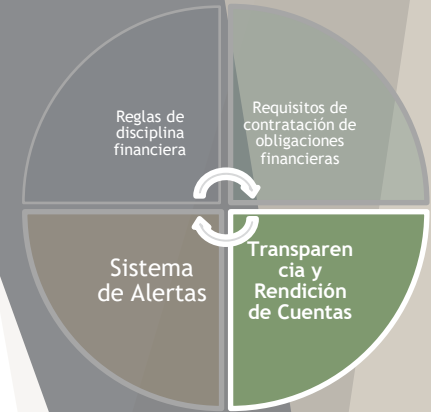 Reglas de
disciplina
financiera
Requisitos de
contratación de
obligaciones
financieras
Sistema
de Alertas
Transparen
cia y
Rendición
de Cuentas